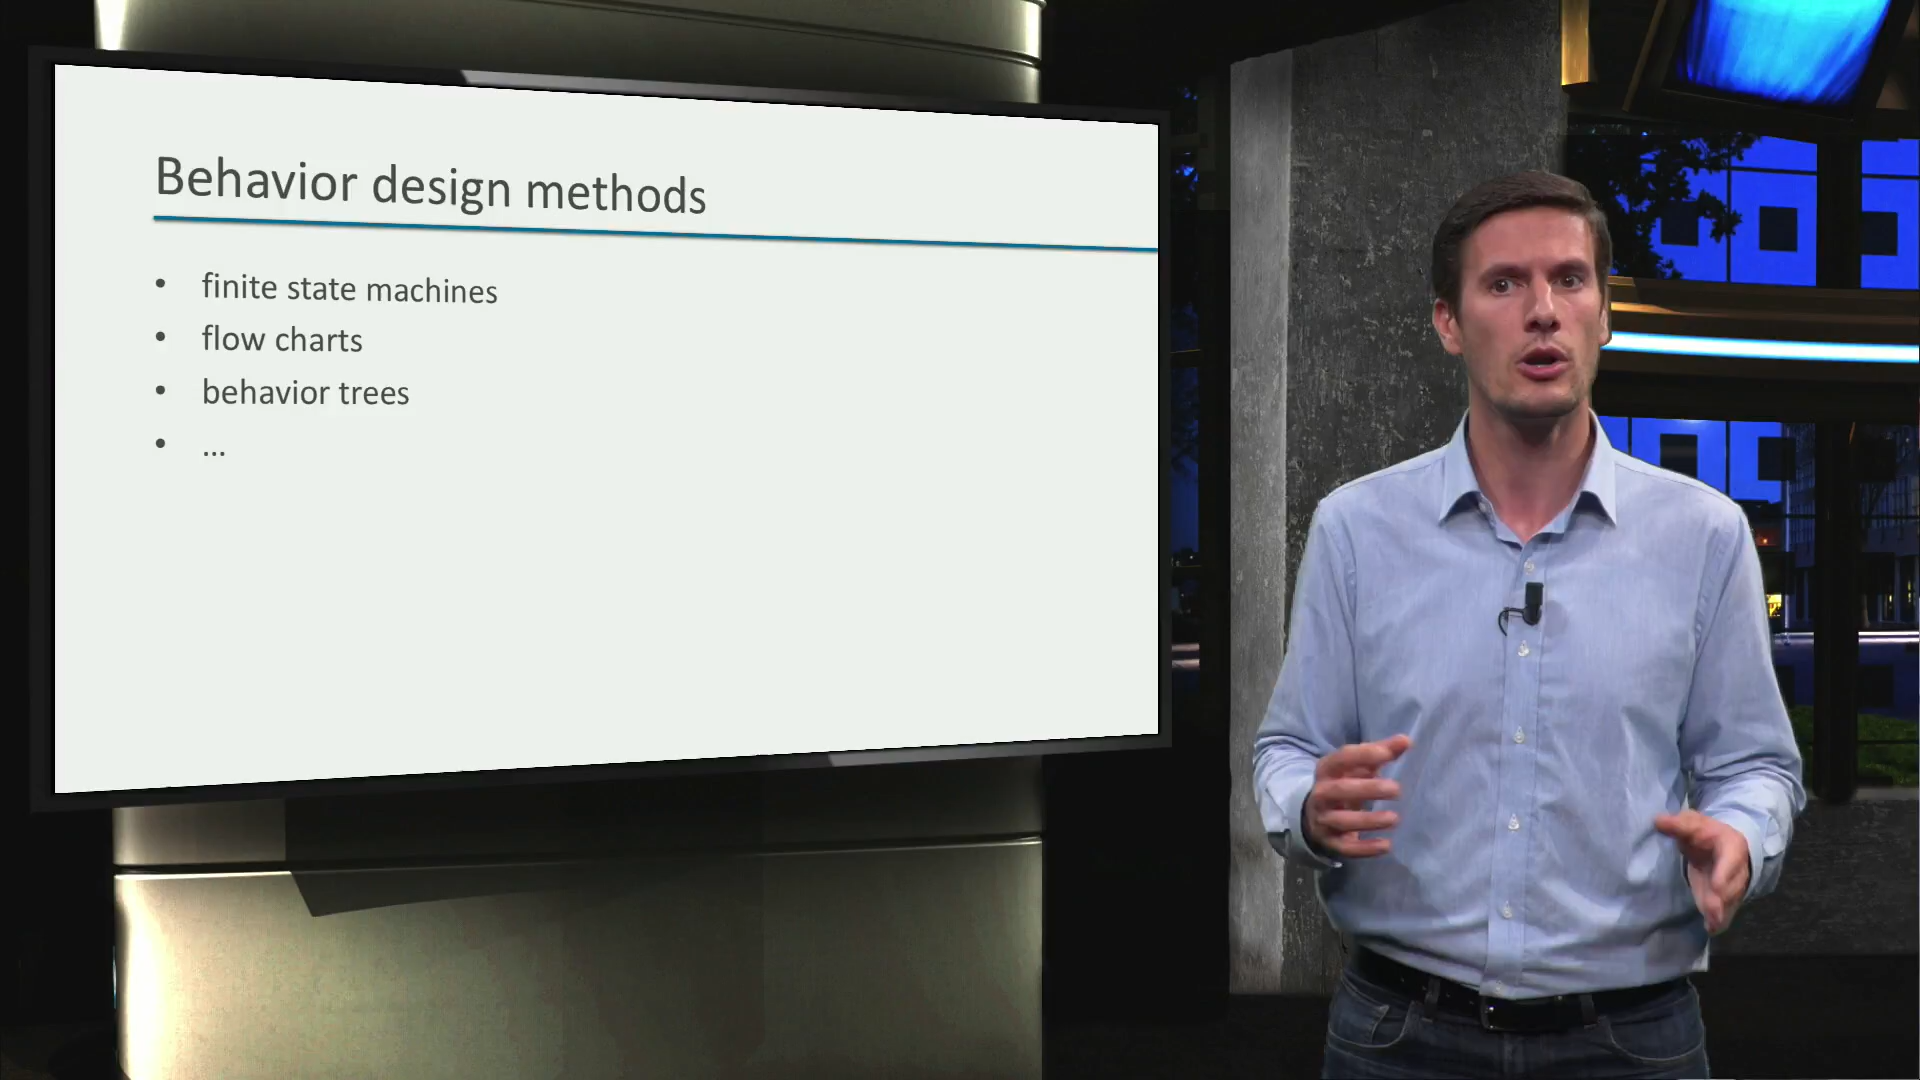 Behavior design methods
• finite state machines
• flow charts
• behavior trees
• ...